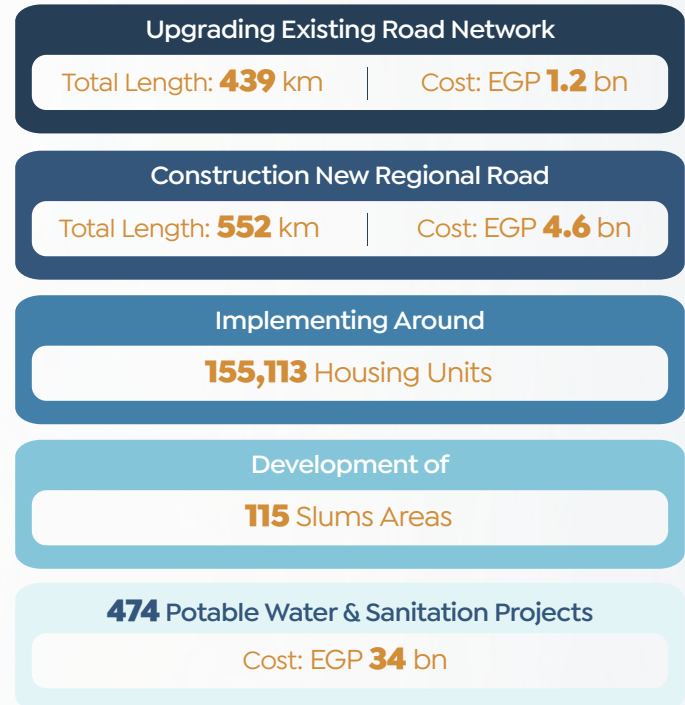 Upgrading Existing Road Network
Total Length: 439 km | Cost: EGP 1.2 bn
Construction New Regional Road
Total Length: 552 km | Cost: EGP 4.6 bn
Implementing Around
155,113 Housing Units
Development of
115 Slums Areas
474 Potable Water & Sanitation Projects
Cost: EGP 34 bn